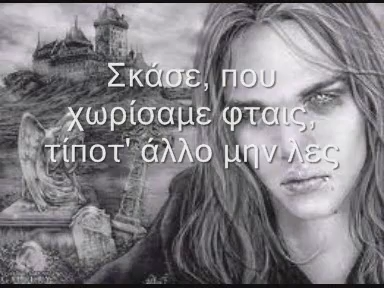 Σκάσε, που
χωρίσαμε φταις,
τίποτ' άλλο μην λες